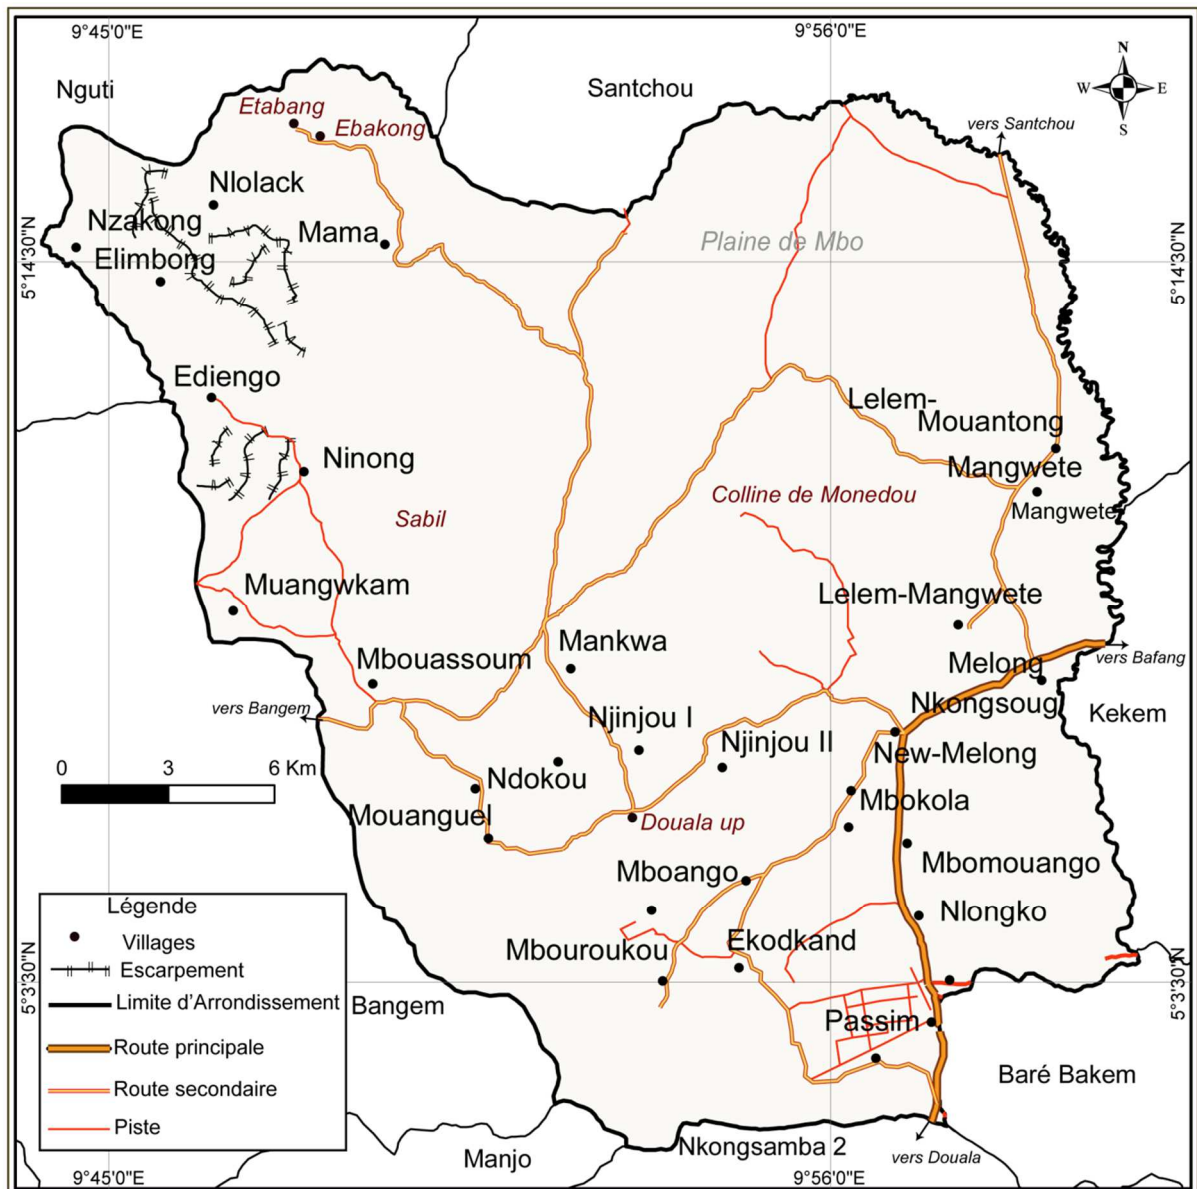 9°45'0"E
9°56'0"E
N
W
E
S
Nguti
Santchou
vers Santchou
Etabang
Ebakong
Nlolack
Nzakong
Mama
Elimbong
Plaine de Mbo
5°14'30"N
5°14'30"N
Ediengo
Lelem-
Mouantong
Ninong
Mangwete
Colline de Monedou
Mangwete
Sabil
Muangwkam
Lelem-Mangwete
Mankwa
Mbouassoum
Melong
vers Bafang
vers Bangem
Nkongsoug
Kekem
Njinjou I
Njinjou II
New-Melong
0 3 6 Km
Ndokou
Mbokola
Mouanguel
Douala up
Mboango
Mbomouango
Nlongko
Légende
Villages
Escarpement
Limite d'Arrondissement
Route principale
Route secondaire
Piste
Mbouroukou
Ekodkand
5°3'30"N
5°3'30"N
Bangem
Passim
Baré Bakem
Manjo
Nkongsamba 2
vers Douala
9°45'0"E
9°56'0"E